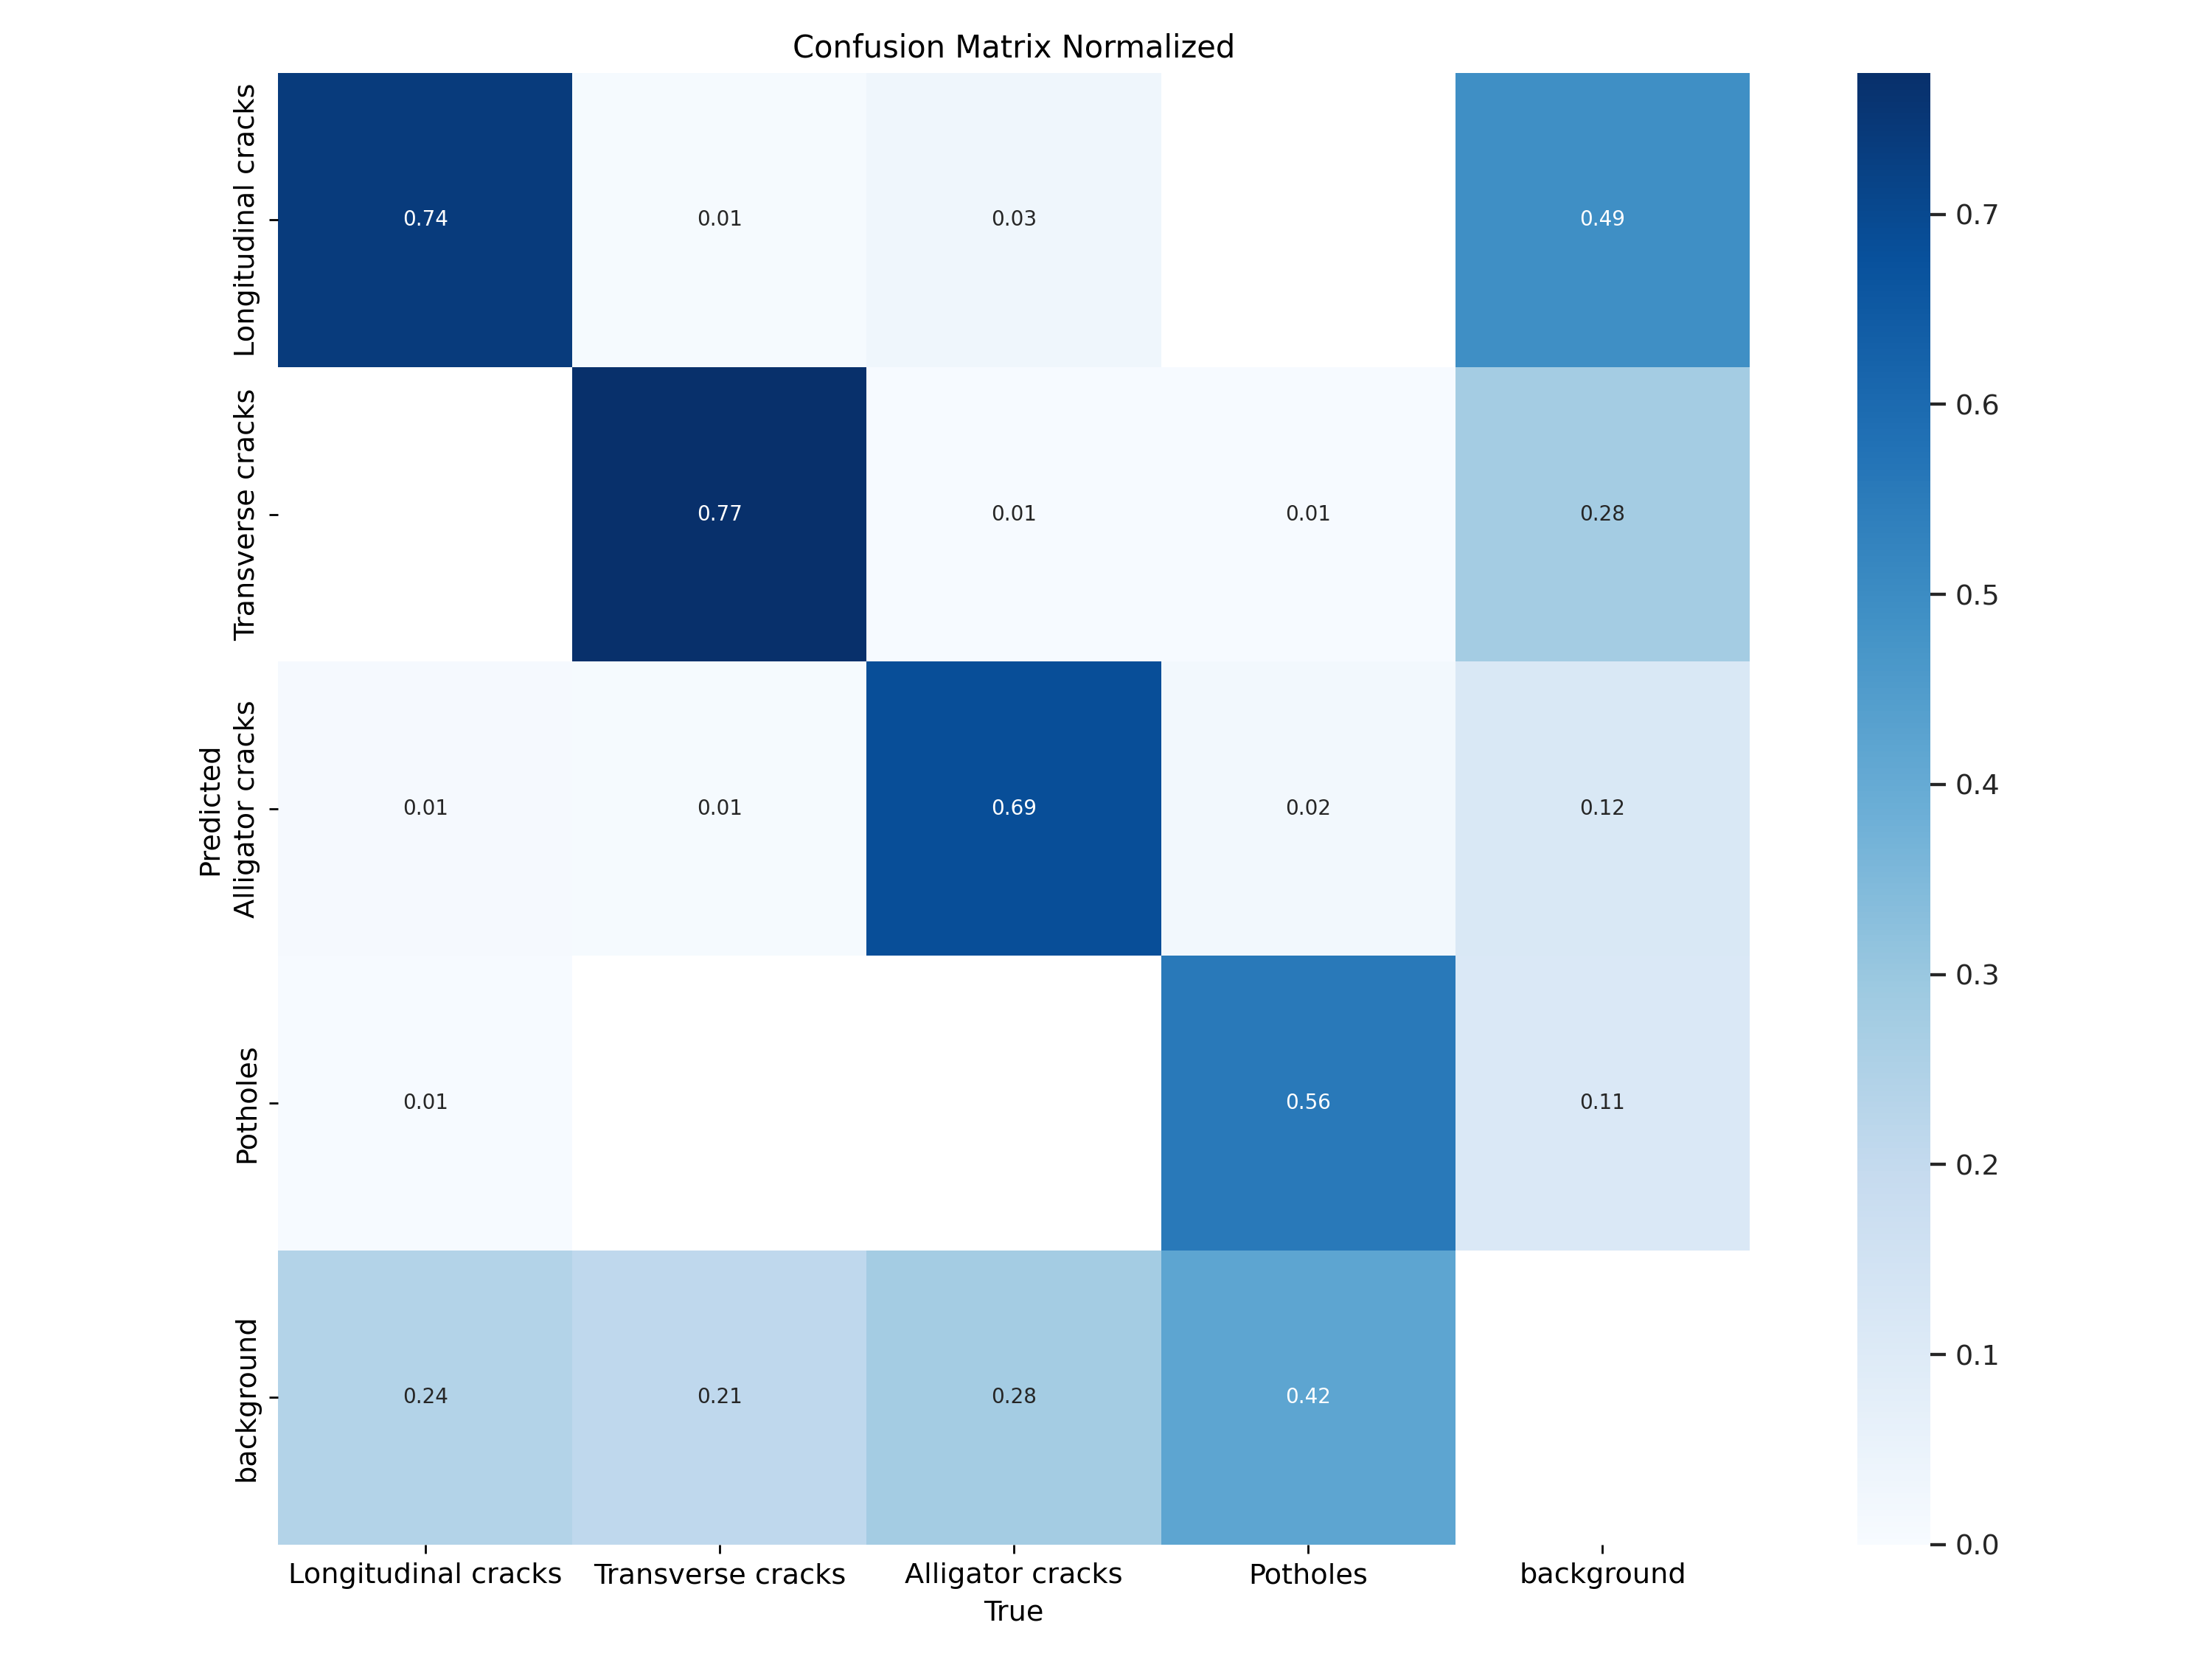 Confusion Matrix Normalized
Predicted
Longitudinal cracks
0.74
0.01
0.03
0.49
Transverse cracks
0.77
0.01
0.01
0.28
Alligator cracks
0.01
0.01
0.69
0.02
0.12
Potholes
0.01
0.56
0.11
background
0.24
0.21
0.28
0.42
Longitudinal cracks
Transverse cracks
Alligator cracks
Potholes
background
True
0.7
0.6
0.5
0.4
0.3
0.2
0.1
0.0